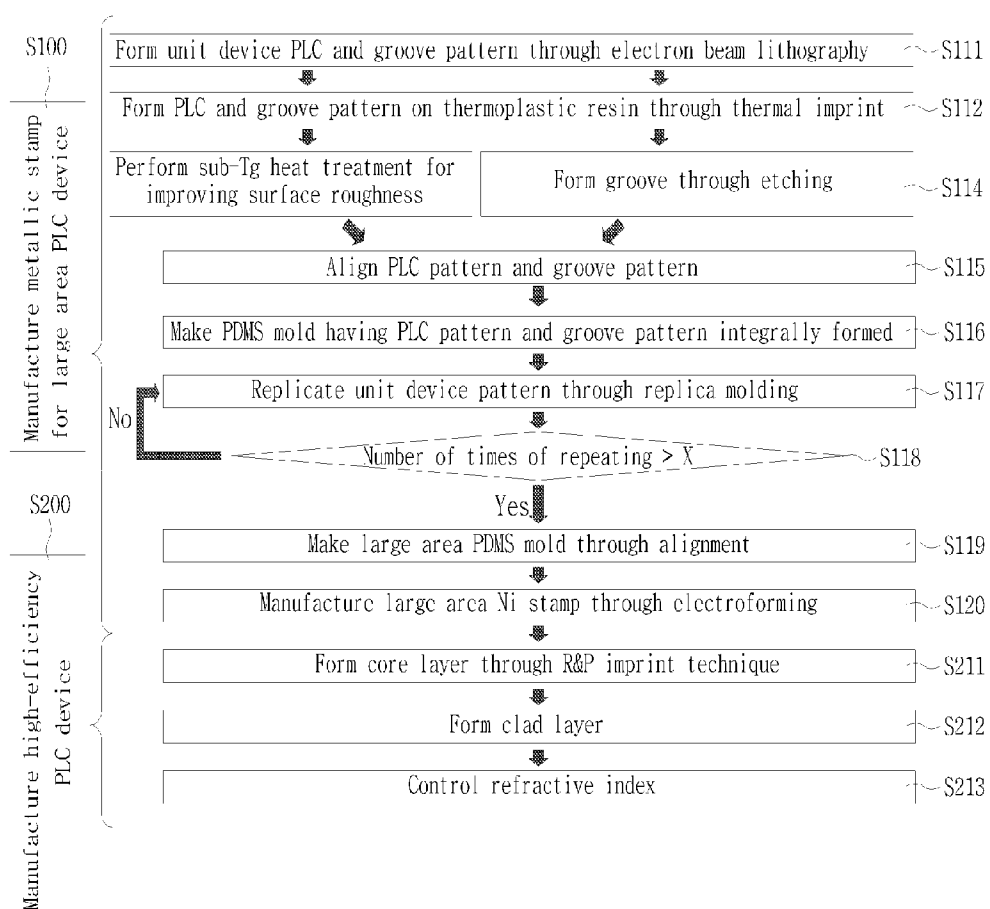 S100
Manufacture metallic stamp
for large area PLC device
S200
Manufacture high-efficiency
PLC device
Form unit device PLC and groove pattern through electron beam lithography
S111
Form PLC and groove pattern on thermoplastic resin through thermal imprint
S112
Perform sub-Tg heat treatment for
improving surface roughness
Form groove through etching
S114
Align PLC pattern and groove pattern
S115
Make PDMS mold having PLC pattern and groove pattern integrally formed
S116
Replicate unit device pattern through replica molding
S117
No
Number of times of repeating > X
S118
Yes
Make large area PDMS mold through alignment
S119
Manufacture large area Ni stamp through electroforming
S120
Form core layer through R&P imprint technique
S211
Form clad layer
S212
Control refractive index
S213